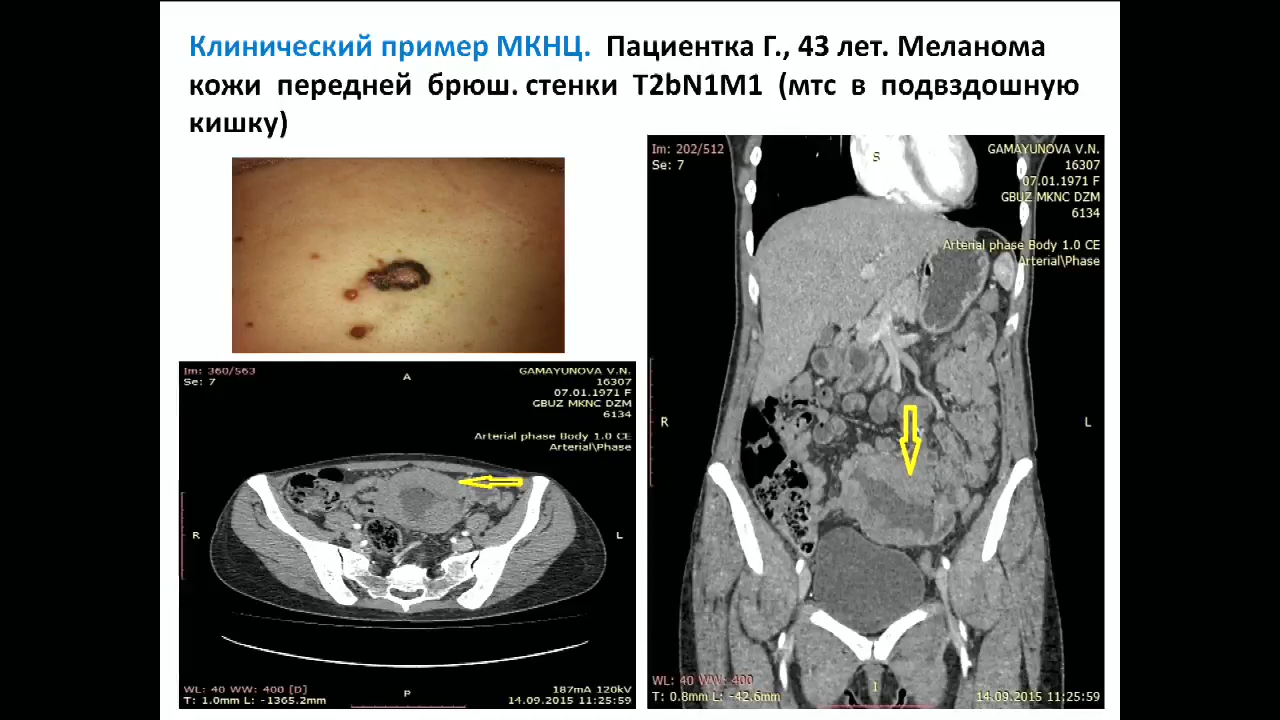 Клинический пример МКНЦ. Пациентка Г., 43 лет. Меланома
кожи передней брюш. стенки T2bN1M1 (мтс в подвздошную
кишку)
Im: 202/512
Se: 7
S
GAMAYUNOVA V.N.
16307
07.01.1971 F
GBUZ MKNC DZM
6134
Arterial phase Body 1.0 CE
Arterial\Phase
R
L
WL: 40 WW: 400
T: 0.8mm L: -42.6mm
I
14.09.2015 11:25:59
Im: 360/563
Se: 7
A
GAMAYUNOVA V.N.
16307
07.01.1971 F
GBUZ MKNC DZM
6134
Arterial phase Body 1.0 CE
Arterial\Phase
R
L
WL: 40 WW: 400 [D]
T: 1.0mm L: -1365.2mm
P
187mA 120kV
14.09.2015 11:25:59